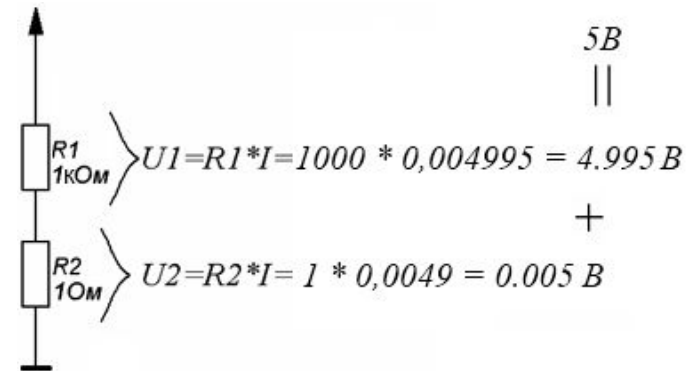 5В
||
R1
1кОм
U1=R1*I=1000 * 0,004995 = 4.995 В
+
R2
1Ом
U2=R2*I= 1 * 0,0049 = 0.005 В